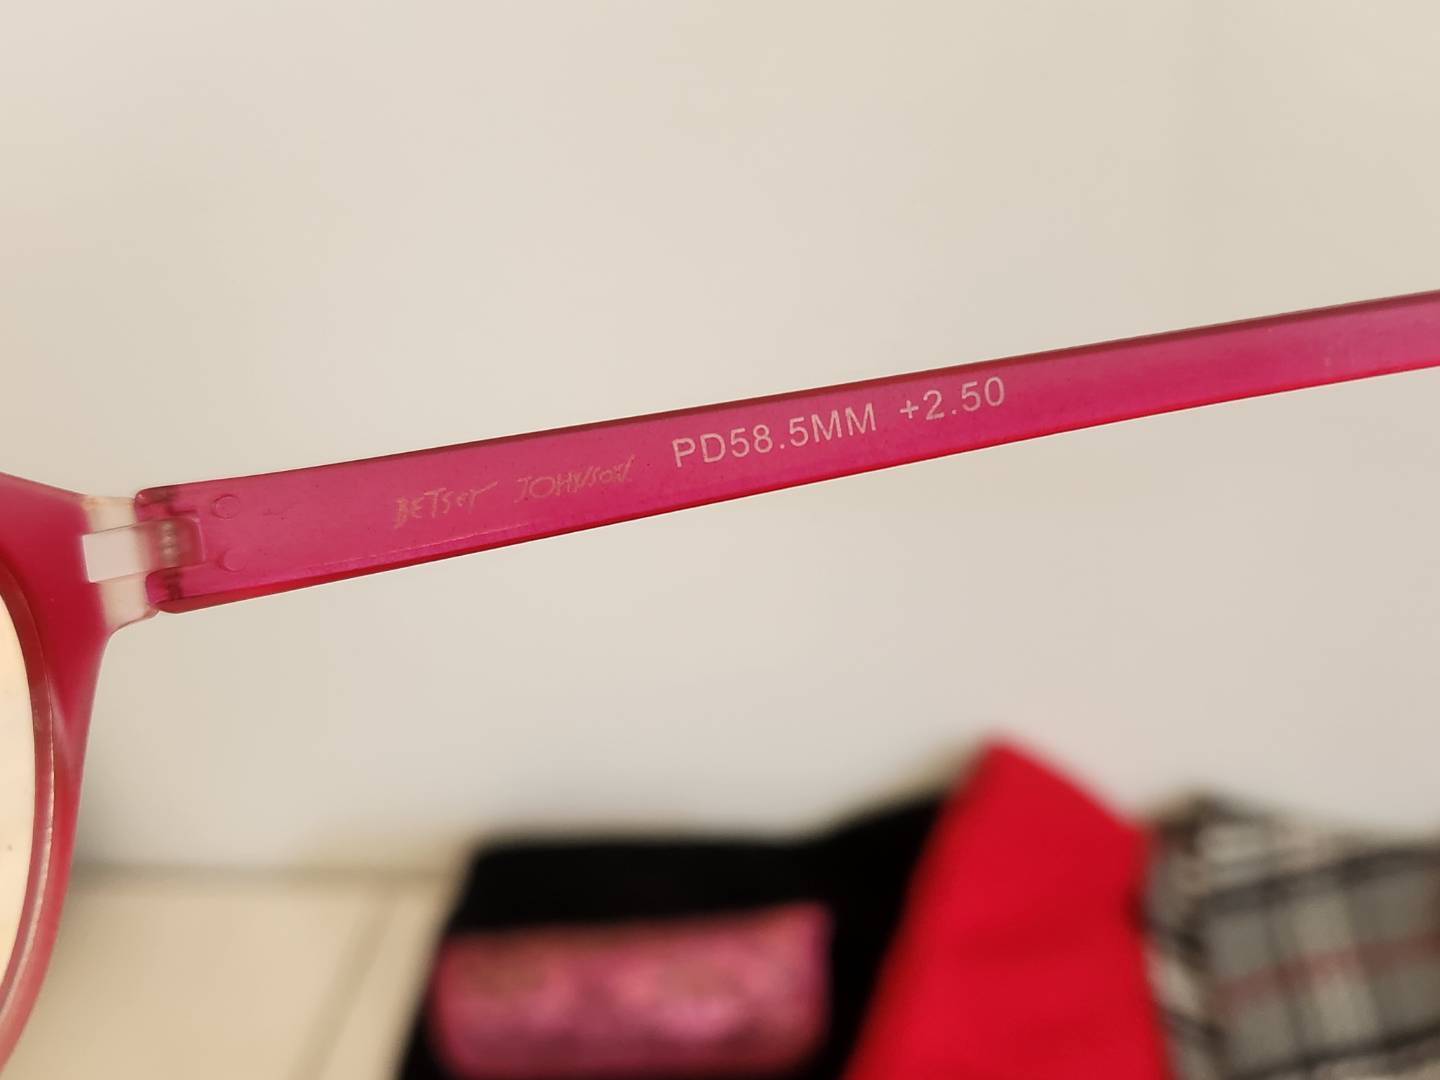 BETSEY JOHNSON PD58.5MM +2.50